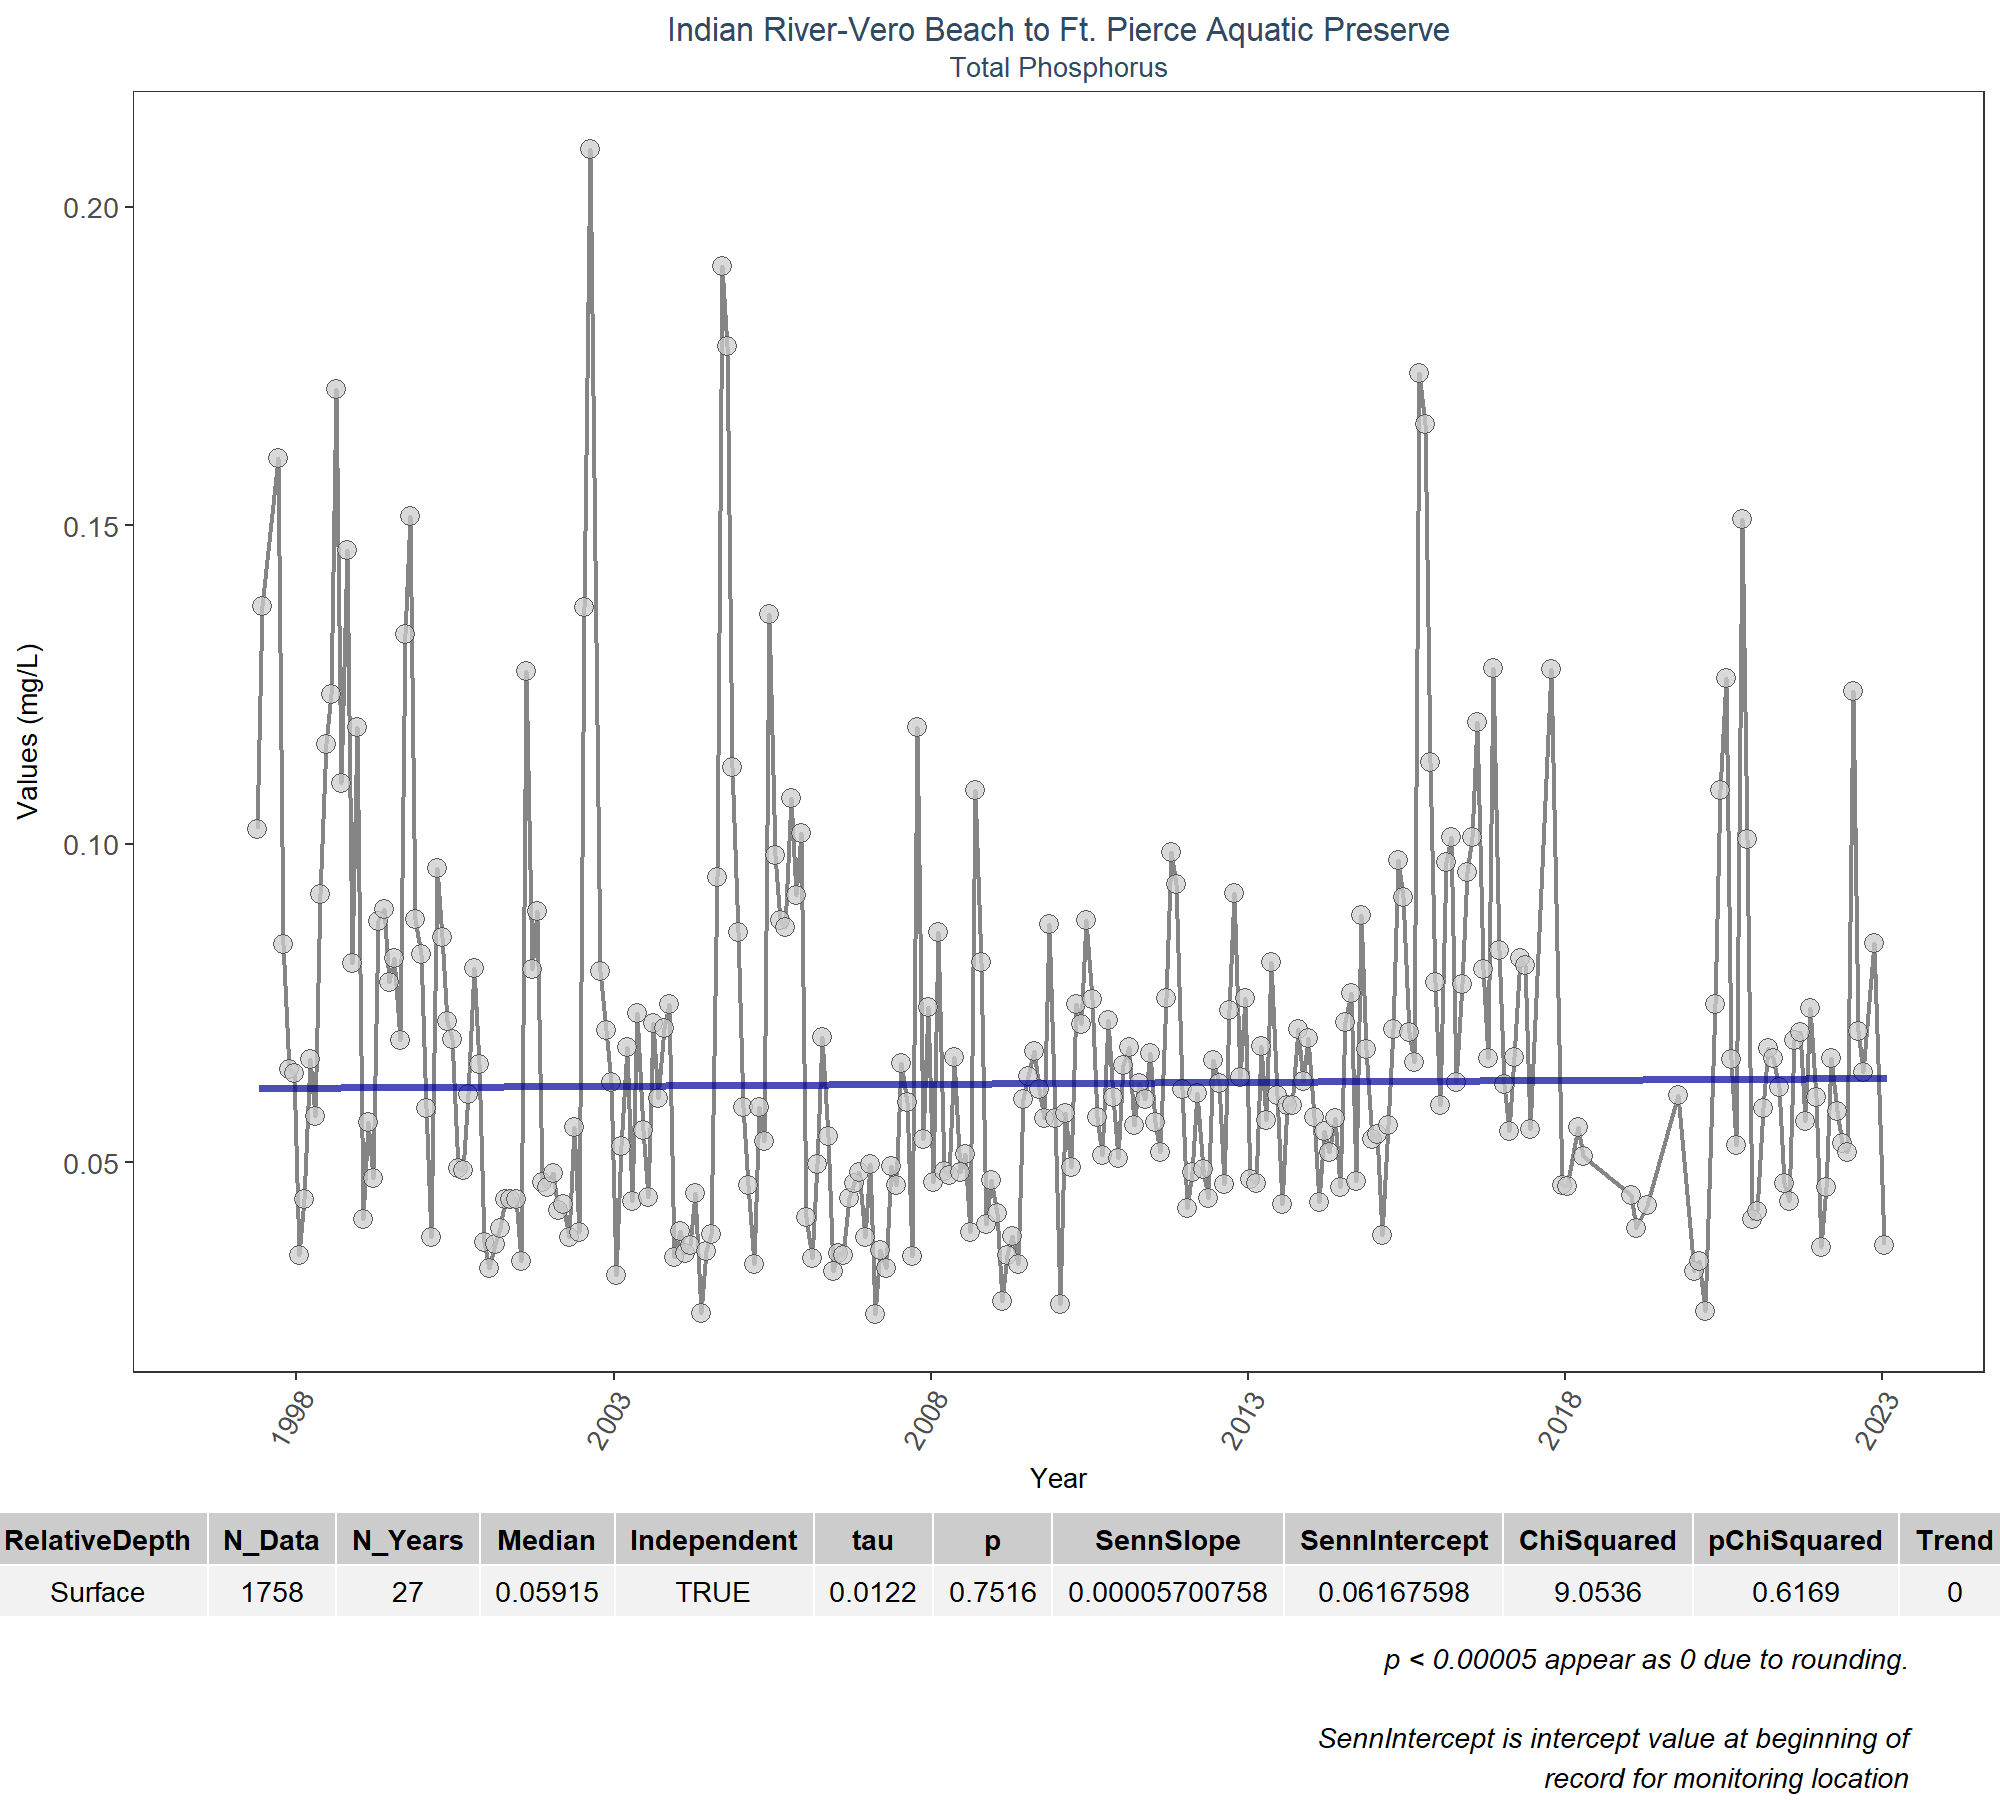 Indian River-Vero Beach to Ft. Pierce Aquatic Preserve
Total Phosphorus
Values (mg/L)
0.20
0.15
0.10
0.05
1998 2003 2008 2013 2018 2023
Year
RelativeDepth N_Data N_Years Median Independent tau p SennSlope SennIntercept ChiSquared pChiSquared Trend
Surface 1758 27 0.05915 TRUE 0.0122 0.7516 0.00005700758 0.06167598 9.0536 0.6169 0
p < 0.00005 appear as 0 due to rounding.
SennIntercept is intercept value at beginning of
record for monitoring location